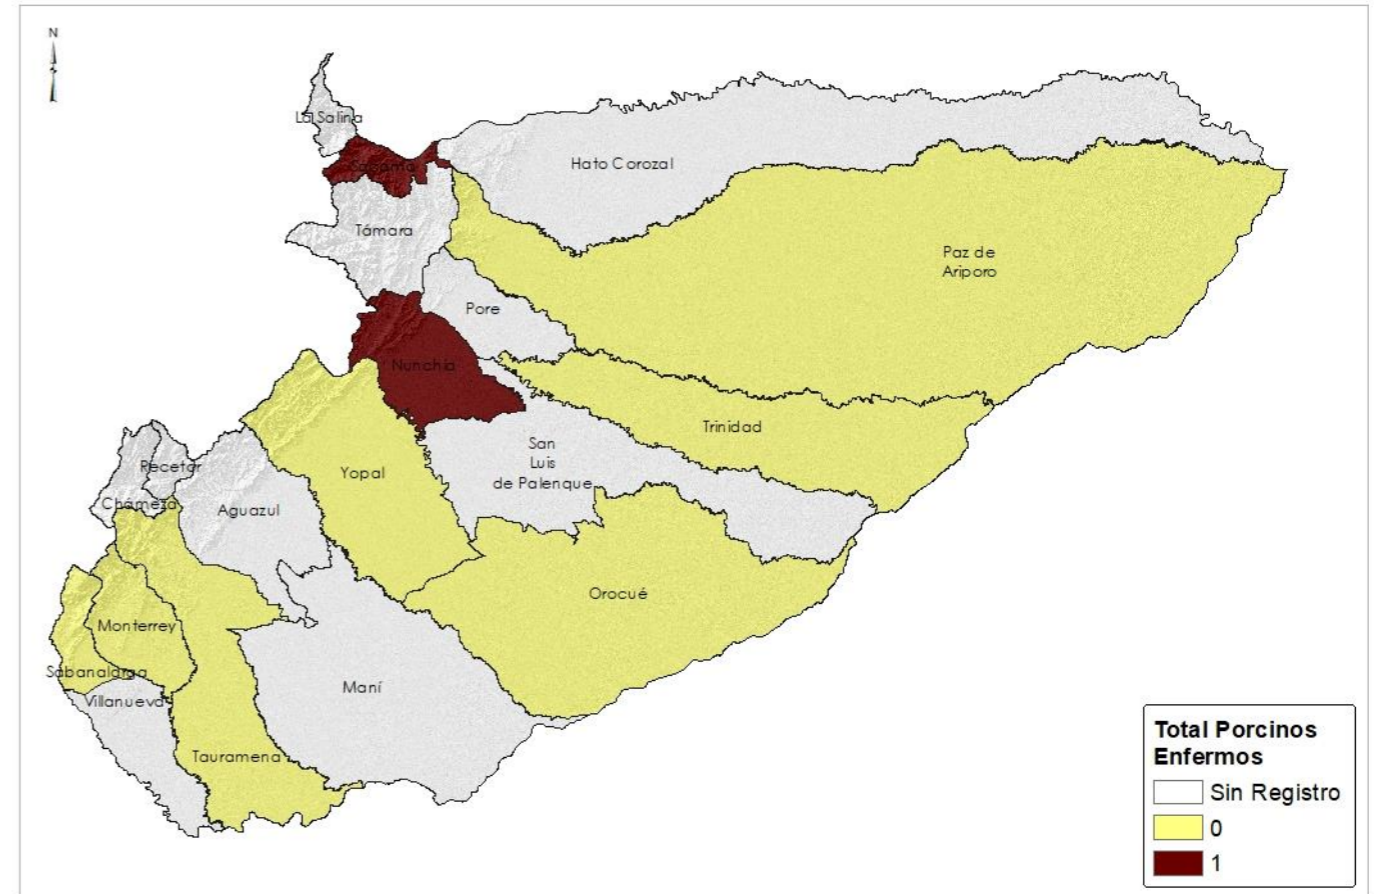 N
La Salina
Sácama
Hato Corozal
Támara
Paz de
Ariporo
Pore
Nunchía
Trinidad
San
Luis
de Palenque
Recetor
Yopal
Chámeza
Aguazul
Orocué
Monterrey
Sabanalarga
Maní
Villanueva
Tauramena
Total Porcinos
Enfermos
Sin Registro
0
1